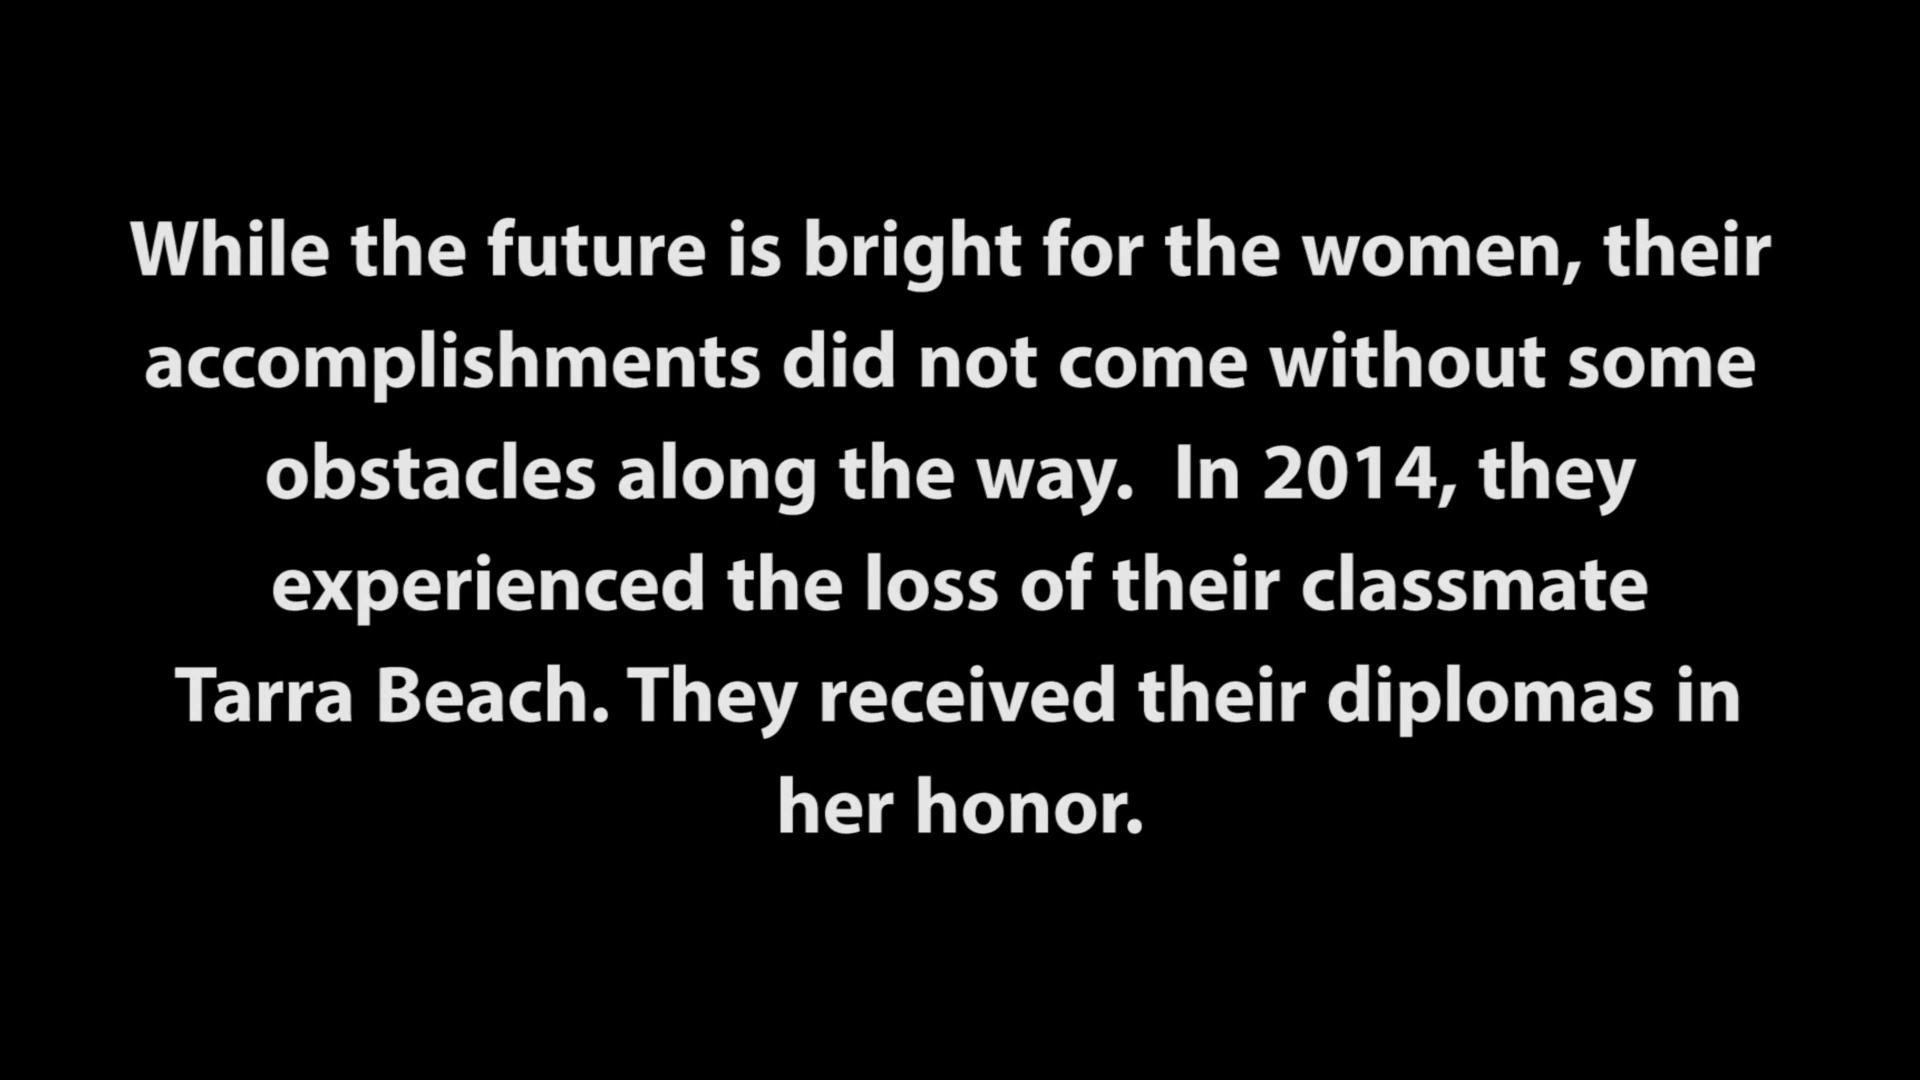 While the future is bright for the women, their
accomplishments did not come without some
obstacles along the way.  In 2014, they
experienced the loss of their classmate
Tarra Beach. They received their diplomas in
her honor.